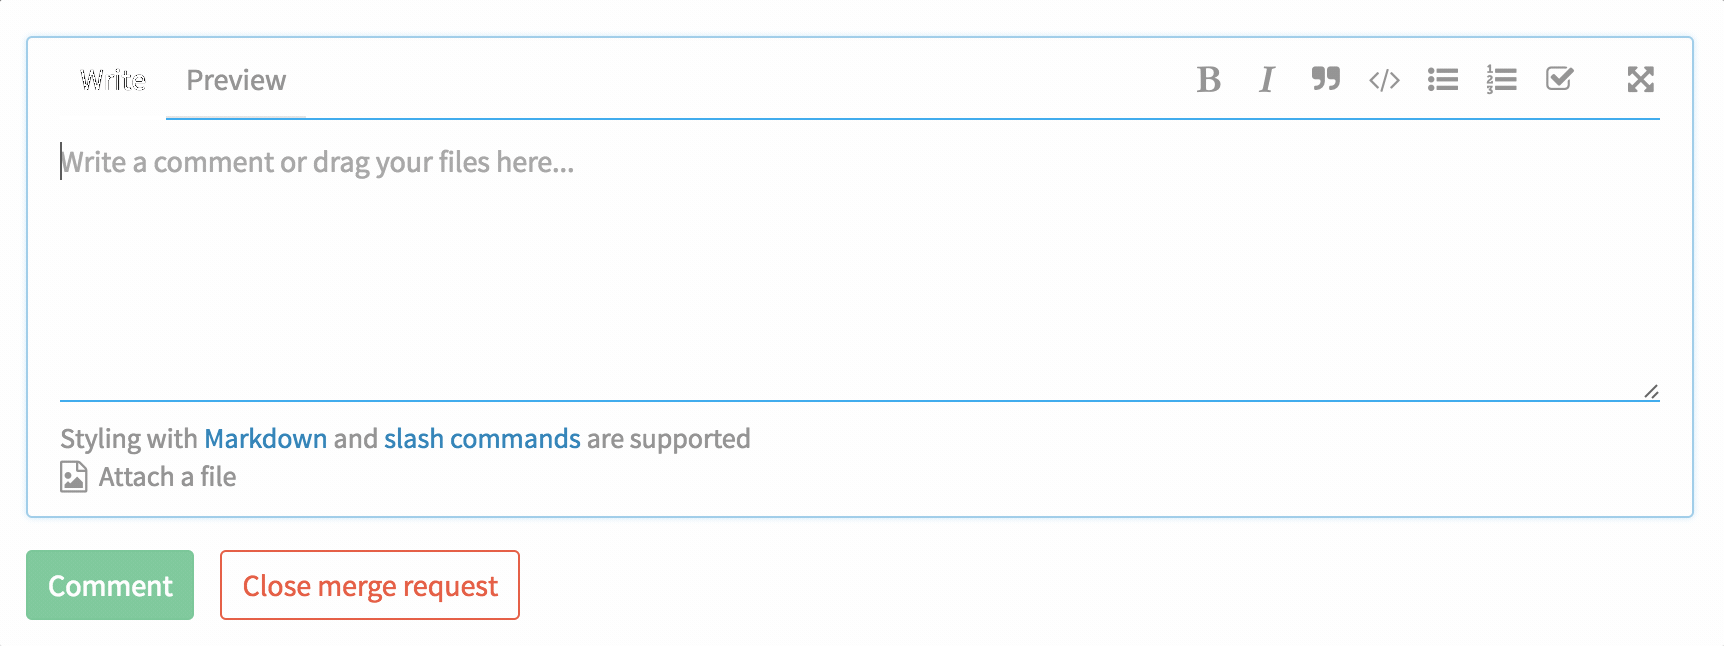 Write Preview B I ❞ </>
Write a comment or drag your files here...
Styling with Markdown and slash commands are supported
Attach a file
Comment Close merge request